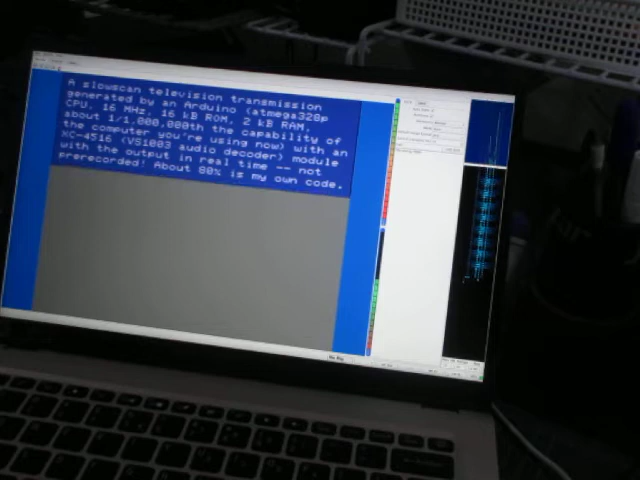 A slowscan television transmission
generated by an Arduino (atmega328p
CPU, 16 MHz, 16 kB ROM, 2 kB RAM,
about 1/1,000,000th the capability of
the computer you're using now) with an
XC-4516 (VS1003 audio decoder) module
with the output in real time -- not
prerecorded! About 80% is my own code.